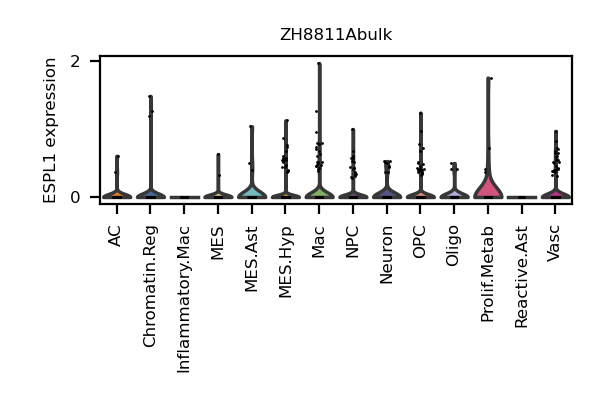 ZH8811Abulk
ESPL1 expression
2
0
AC
Chromatin.Reg
Inflammatory.Mac
MES
MES.Ast
MES.Hyp
Mac
NPC
Neuron
OPC
Oligo
Prolif.Metab
Reactive.Ast
Vasc